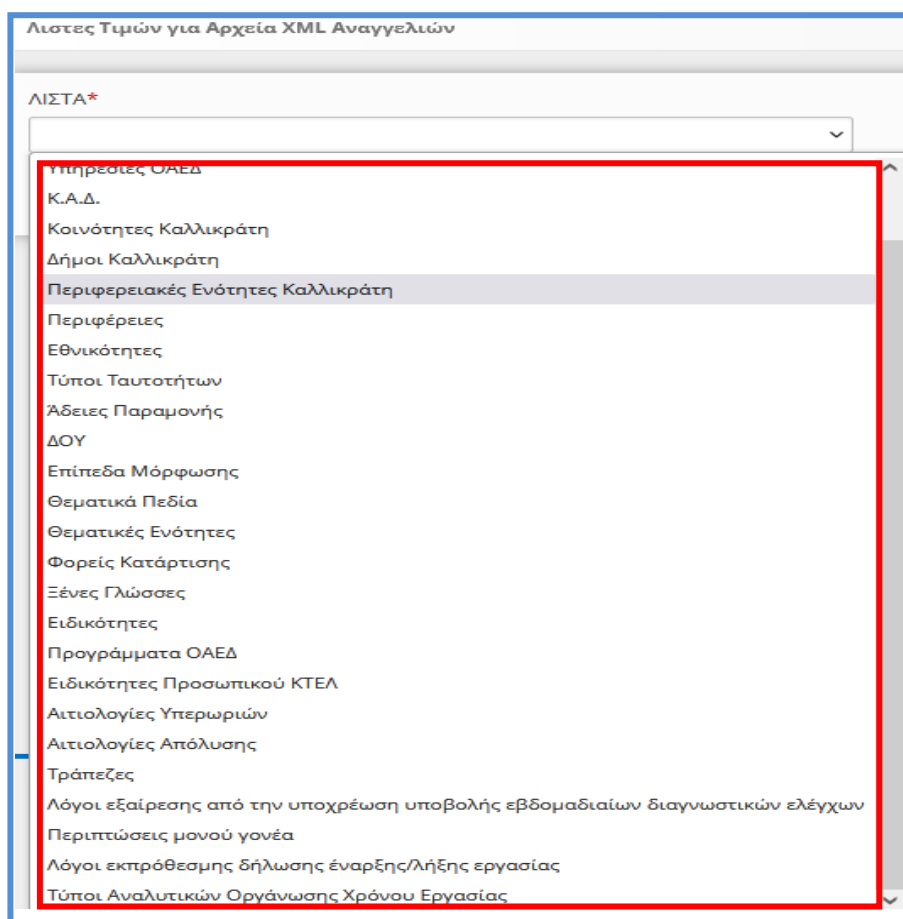 Λιστες Τιμών για Αρχεία XML Αναγγελιών
ΛΙΣΤΑ*
Υπηρεσίες ΟΑΕΔ
Κ.Α.Δ.
Κοινότητες Καλλικράτη
Δήμοι Καλλικράτη
Περιφερειακές Ενότητες Καλλικράτη
Περιφέρειες
Εθνικότητες
Τύποι Ταυτοτήτων
Άδειες Παραμονής
ΔΟΥ
Επίπεδα Μόρφωσης
Θεματικά Πεδία
Θεματικές Ενότητες
Φορείς Κατάρτισης
Ξένες Γλώσσες
Ειδικότητες
Προγράμματα ΟΑΕΔ
Ειδικότητες Προσωπικού ΚΤΕΛ
Αιτιολογίες Υπερωριών
Αιτιολογίες Απόλυσης
Τράπεζες
Λόγοι εξαίρεσης από την υποχρέωση υποβολής εβδομαδιαίων διαγνωστικών ελέγχων
Περιπτώσεις μονού γονέα
Λόγοι εκπρόθεσμης δήλωσης έναρξης/λήξης εργασίας
Τύποι Αναλυτικών Οργάνωσης Χρόνου Εργασίας